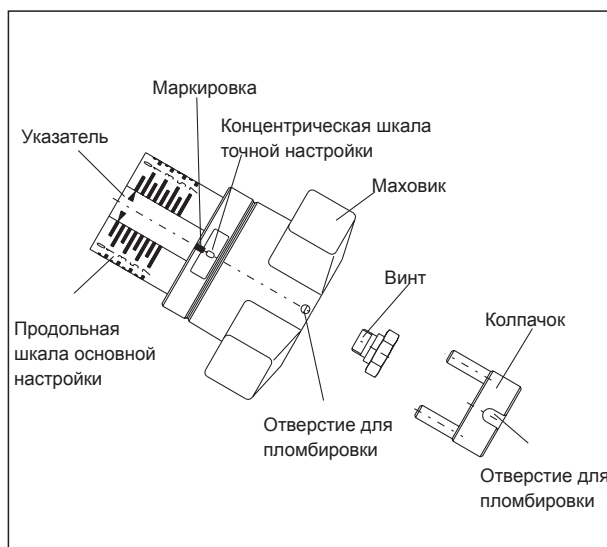 Маркировка
Концентрическая шкала
точной настройки
Указатель
Маховик
Винт
Колпачок
Продольная
шкала основной
настройки
Отверстие для
пломбировки
Отверстие для
пломбировки